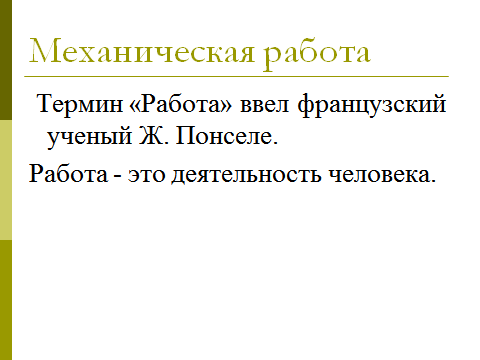 Механическая работа
Термин «Работа» ввел французский
ученый Ж. Понселе.
Работа - это деятельность человека.